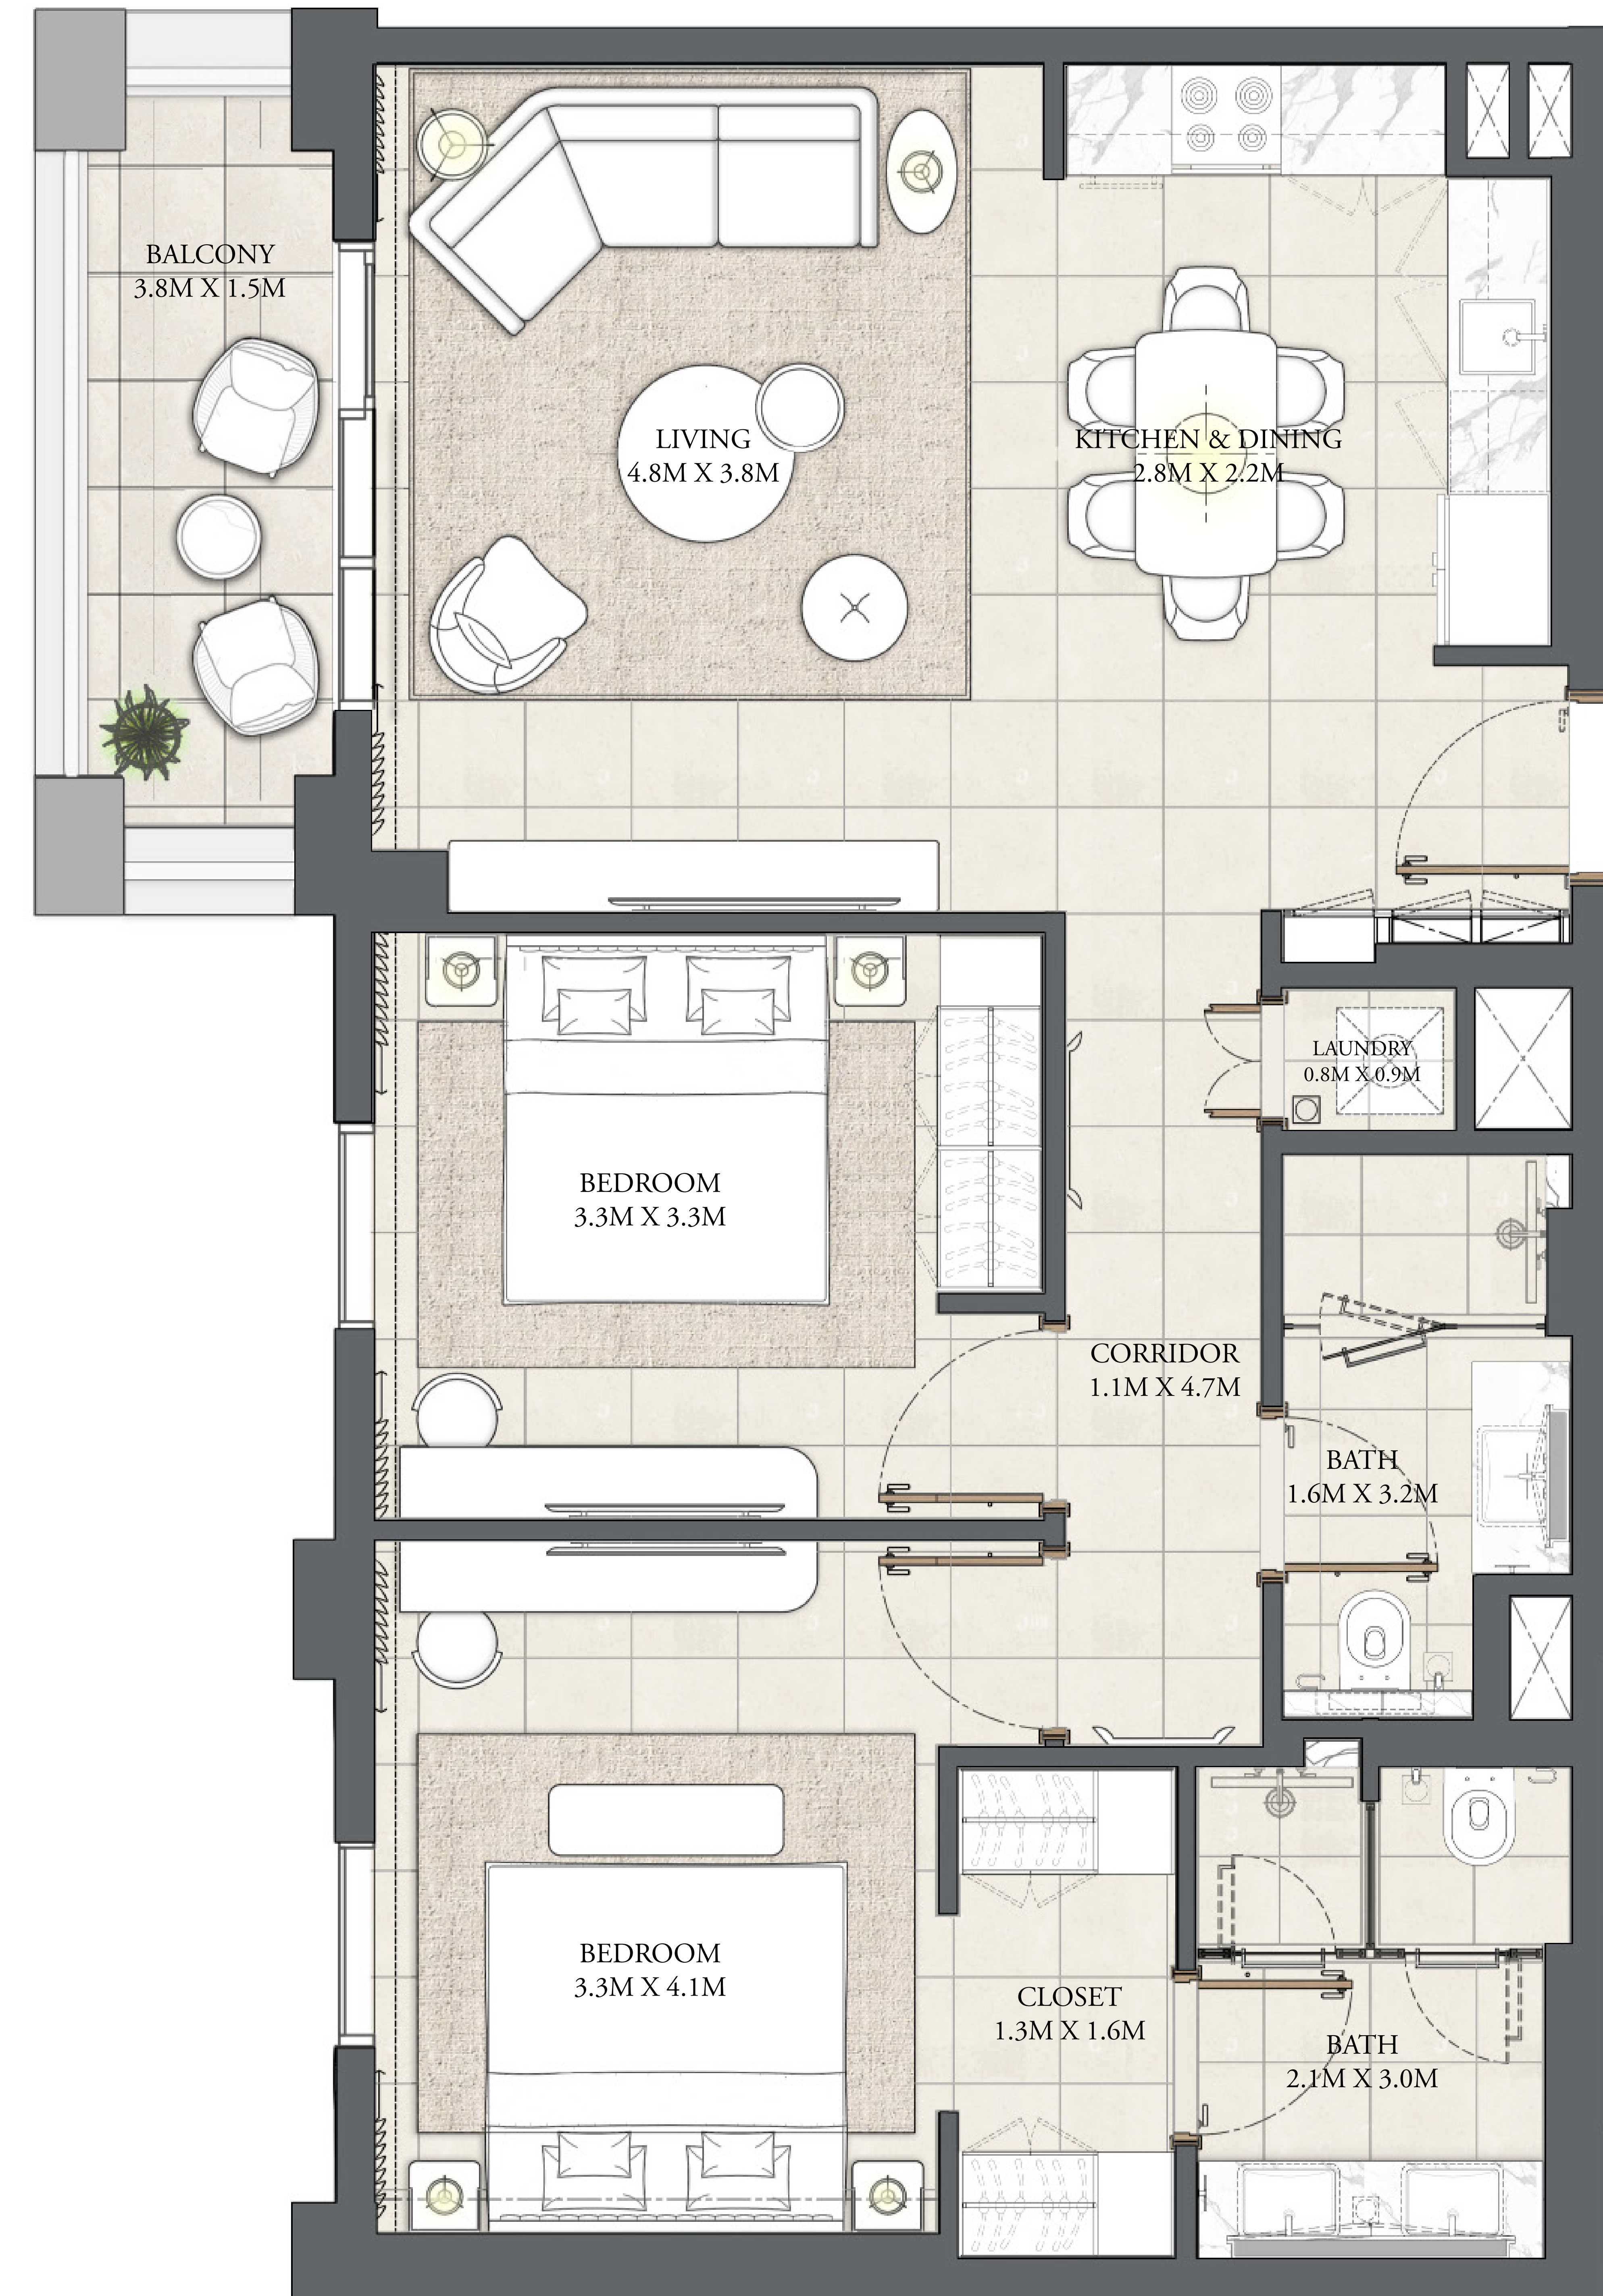 BALCONY
3.8M X 1.5M
LIVING
4.8M X 3.8M
KITCHEN & DINING
2.8M X 2.2M
LAUNDRY
0.8M X 0.9M
BEDROOM
3.3M X 3.3M
CORRIDOR
1.1M X 4.7M
BATH
1.6M X 3.2M
BEDROOM
3.3M X 4.1M
CLOSET
1.3M X 1.6M
BATH
2.1M X 3.0M